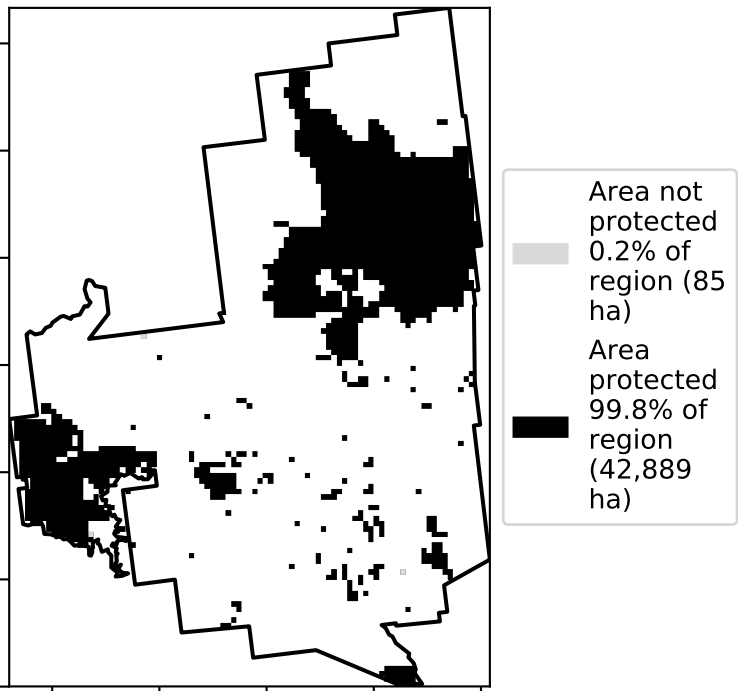 Area not
protected
0.2% of
region (85
ha)
Area
protected
99.8% of
region
(42,889
ha)